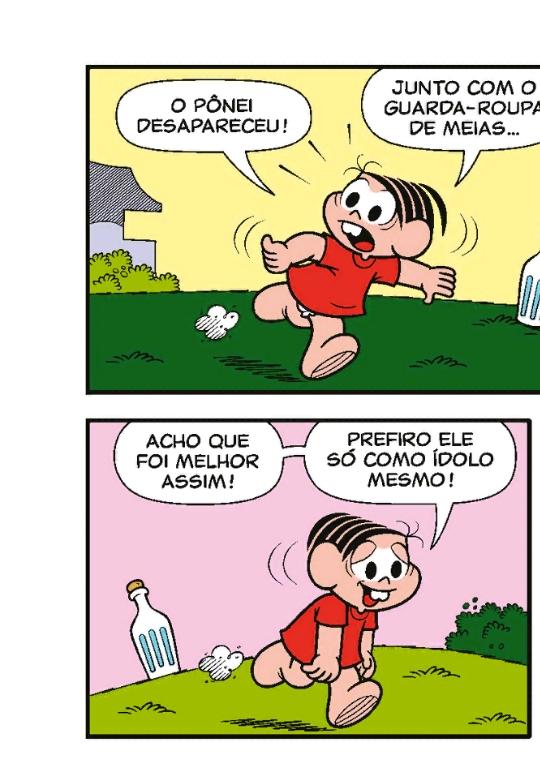 O PÔNEI
DESAPARECEU!
JUNTO COM O
GUARDA-ROUPA
DE MEIAS...
ACHO QUE
FOI MELHOR
ASSIM!
PREFIRO ELE
SÓ COMO ÍDOLO
MESMO!